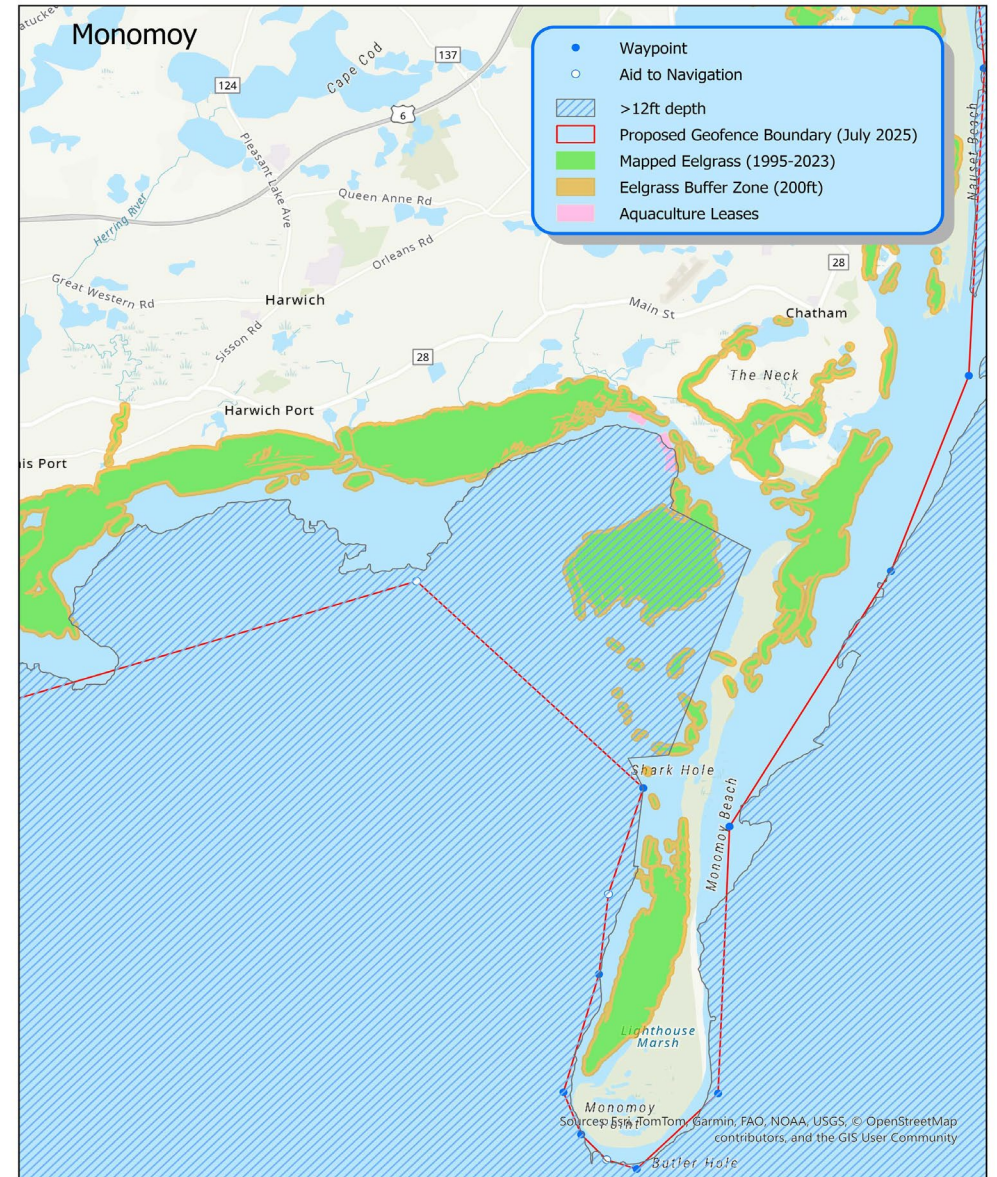 Monomoy
Waypoint
Aid to Navigation
>12ft depth
Proposed Geofence Boundary (July 2025)
Mapped Eelgrass (1995-2023)
Eelgrass Buffer Zone (200ft)
Aquaculture Leases
Cape Cod
137
124
6
Pleasant Lake Ave
Queen Anne Rd
Herring River
Orleans Rd
Great Western Rd
Harwich
Sisson Rd
28
Main St
28
Chatham
Nauset Beach
The Neck
Harwich Port
is Port
Shark Hole
Monomoy Beach
Lighthouse
Marsh
Monomoy
Point
Sources: Esri, TomTom, Garmin, FAO, NOAA, USGS, © OpenStreetMap
contributors, and the GIS User Community
Butler Hole